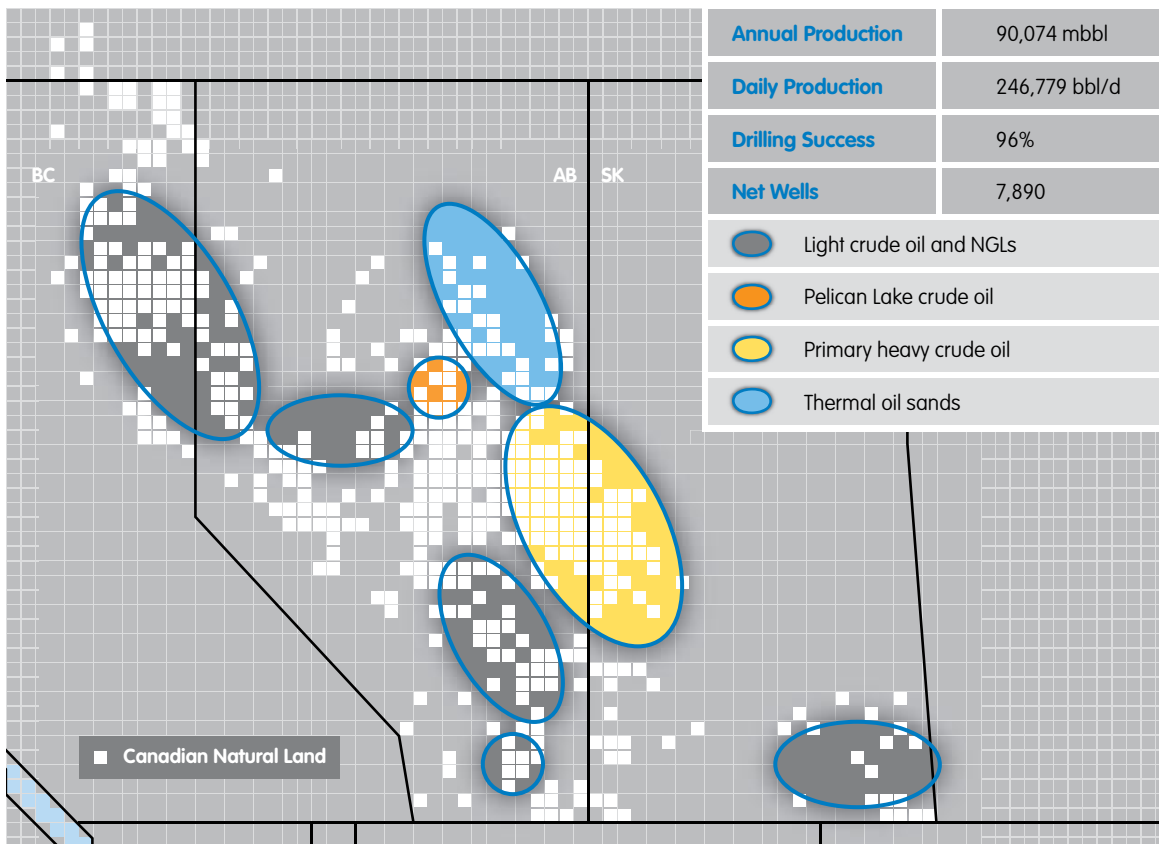 Annual Production 90,074 mbbl
Daily Production 246,779 bbl/d
Drilling Success 96%
Net Wells 7,890
BC AB SK
Light crude oil and NGLs
Pelican Lake crude oil
Primary heavy crude oil
Thermal oil sands
Canadian Natural Land